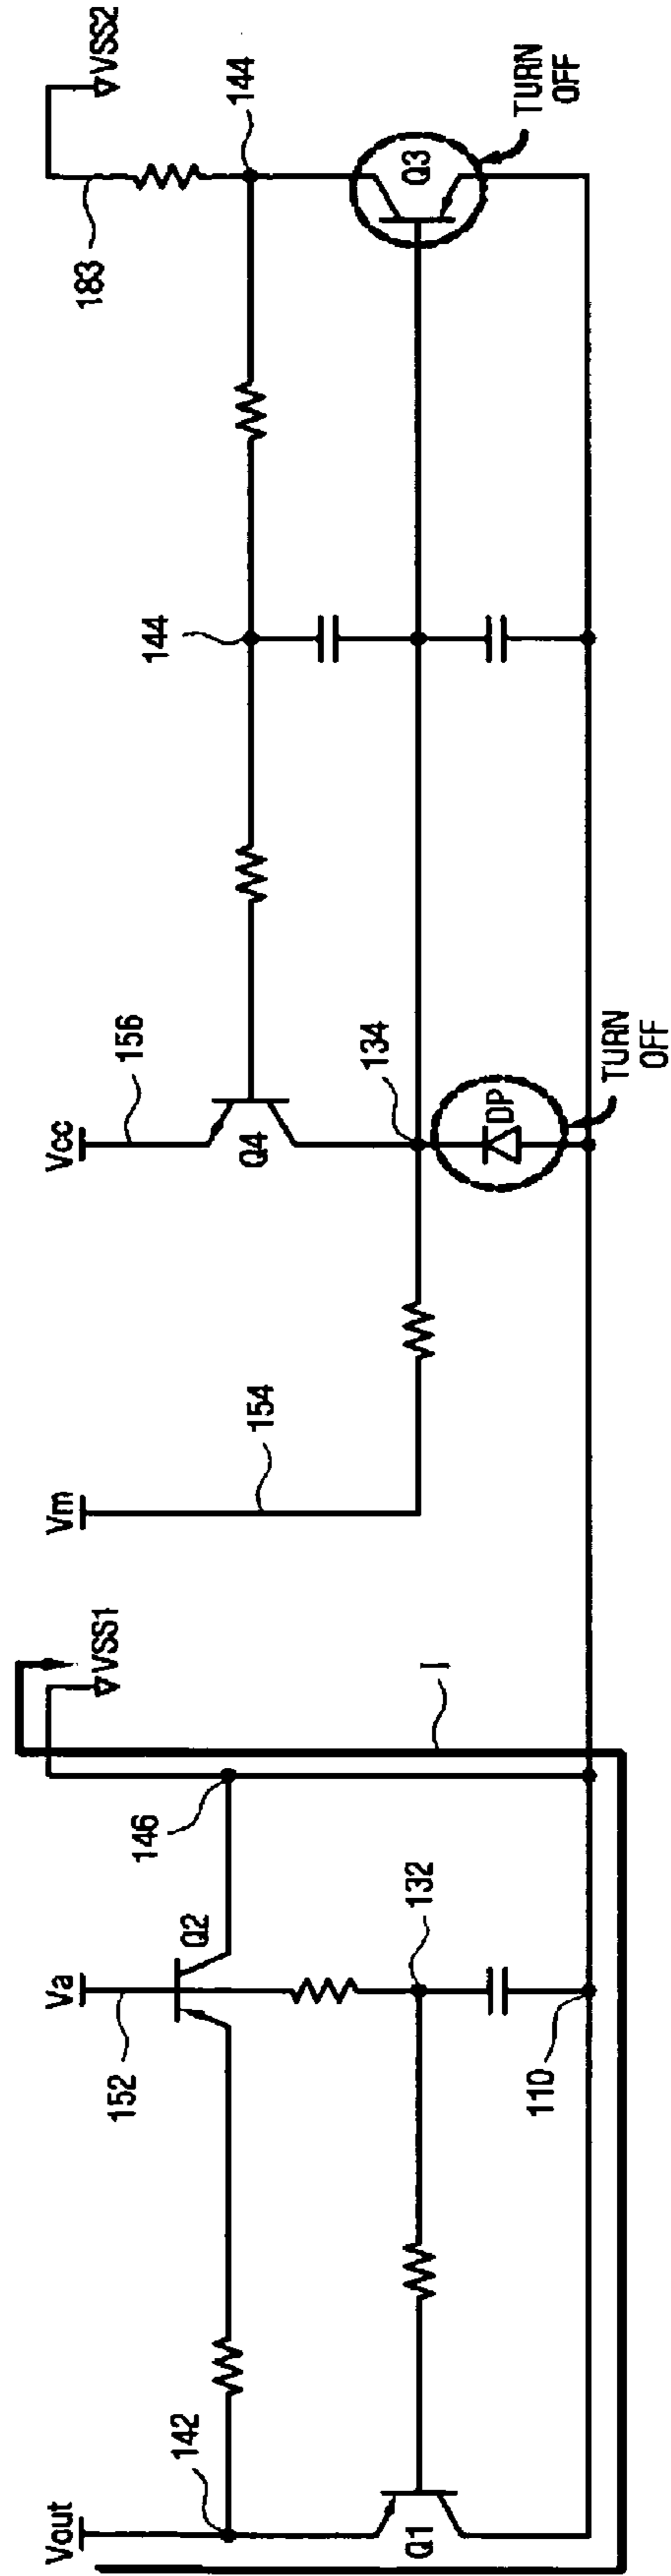 Vout
142
Q1
Va
152
Q2
132
110
146
VSS1
I
Vm
154
Vcc
156
Q4
134
DP
TURN
OFF
144
144
183
VSS2
Q3
TURN
OFF